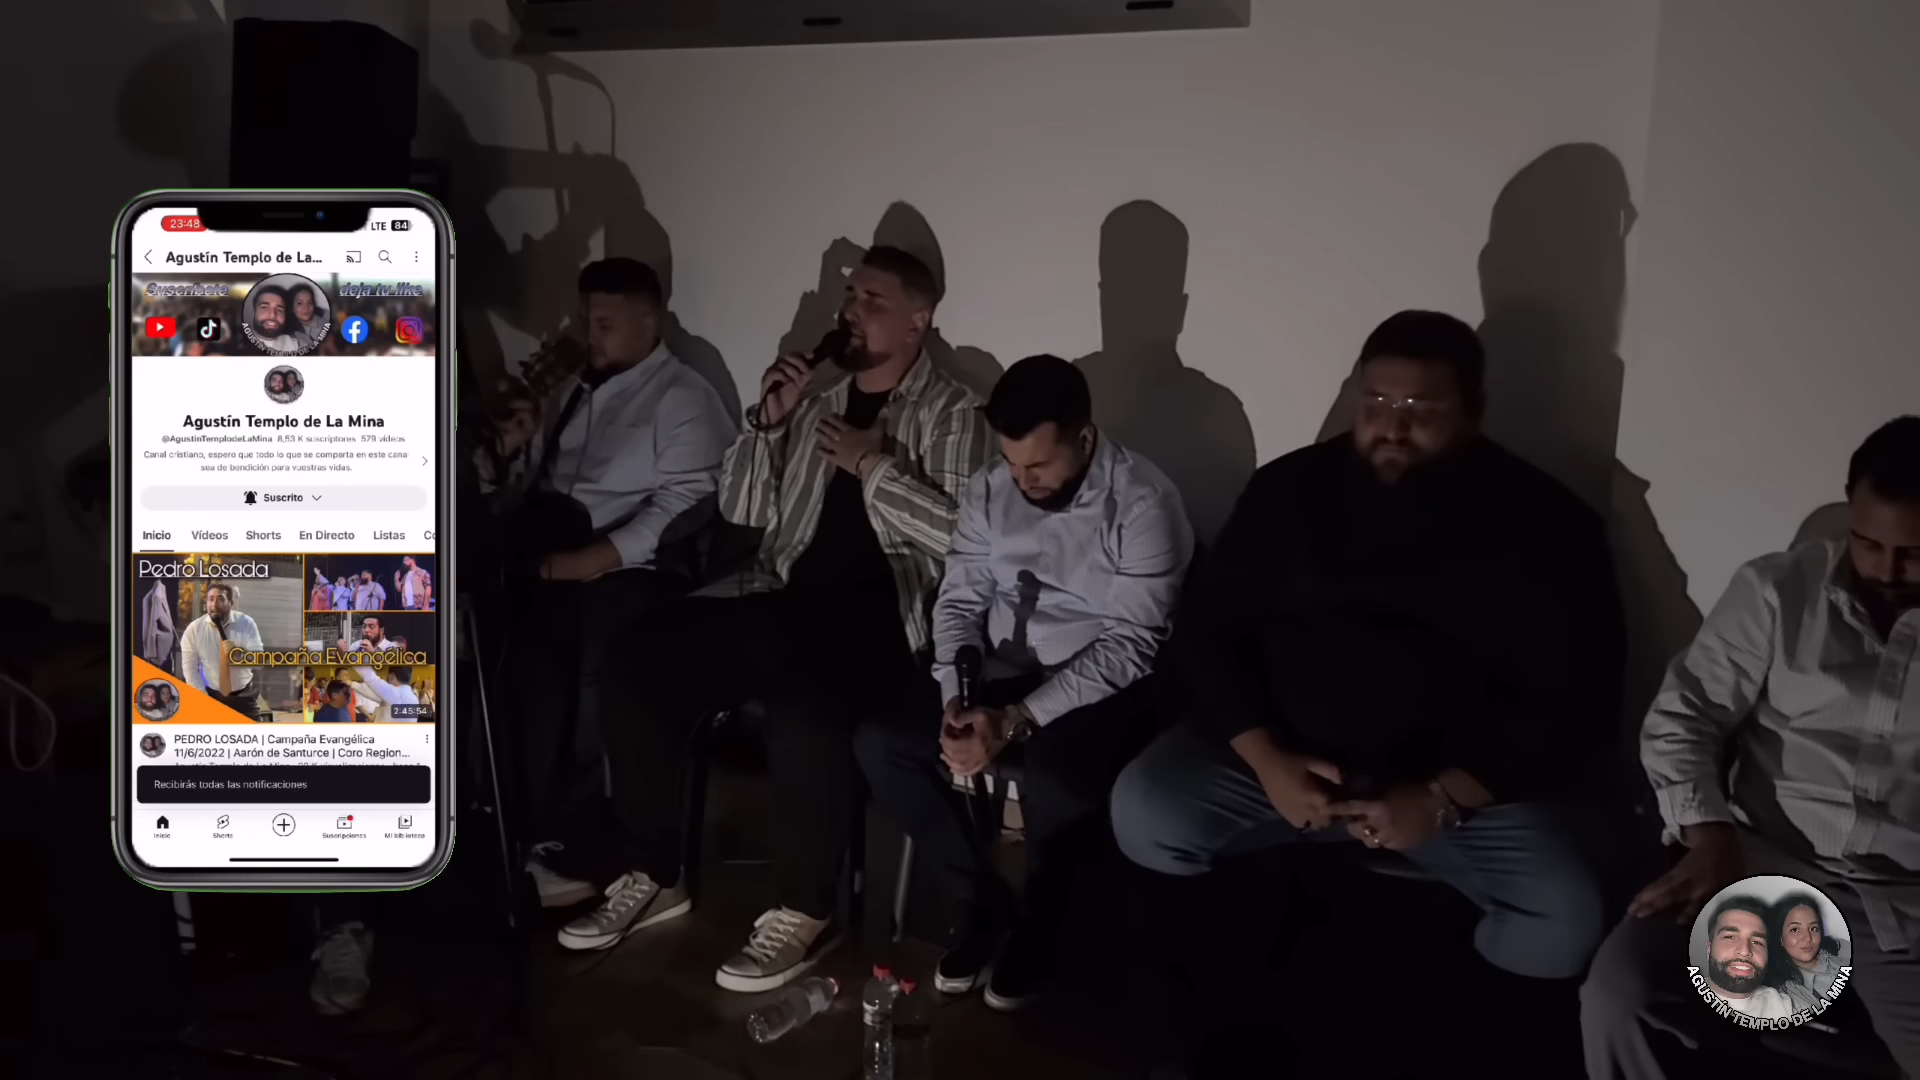 23:48
LTE 84
Agustín Templo de La...
Suscríbete
deja tu like
AGUSTÍN TEMPLO DE LA MINA
Agustín Templo de La Mina
@AgustinTemplodeLaMina 8,53 K suscriptores 579 vídeos
Canal cristiano, espero que todo lo que se comparta en este canal
sea de bendición para vuestras vidas.
Suscrito
Inicio Vídeos Shorts En Directo Listas Co
Pedro Losada
Campaña Evangélica
2:45:54
PEDRO LOSADA | Campaña Evangélica
11/6/2022 | Aarón de Santurce | Coro Region...
Recibirás todas las notificaciones
Inicio Shorts Suscripciones Mi biblioteca
AGUSTÍN TEMPLO DE LA MINA